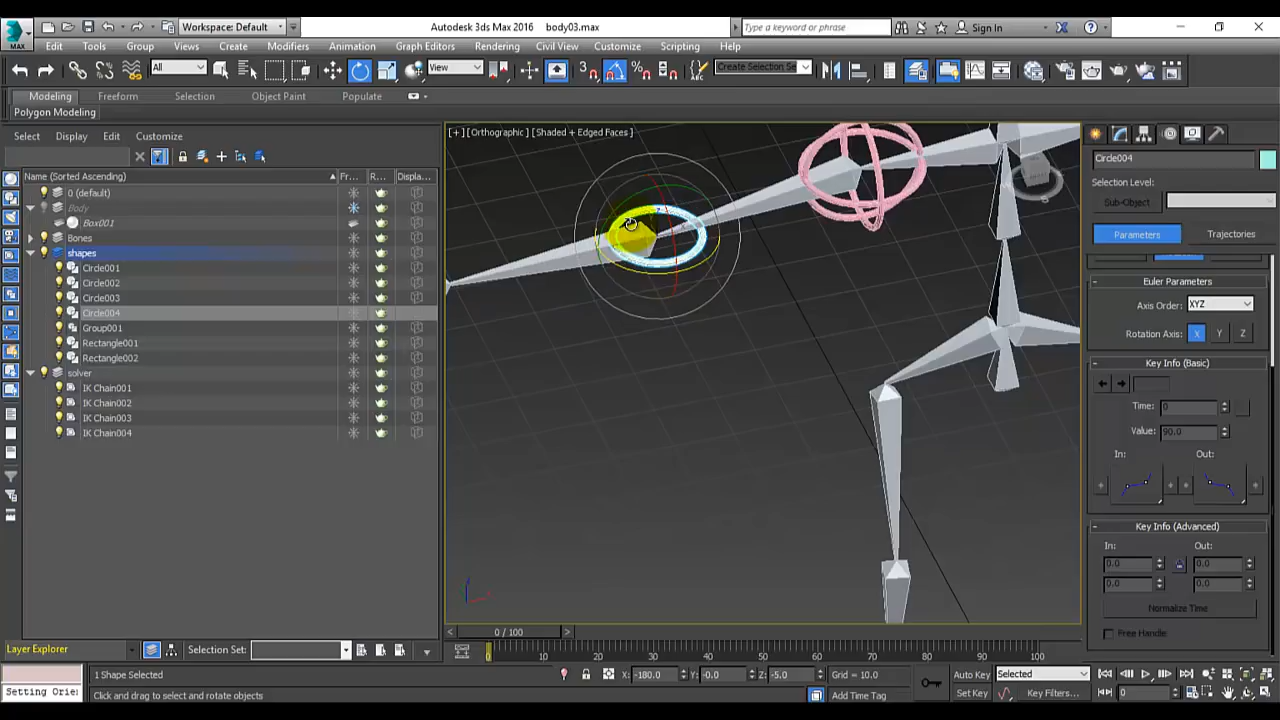 MAX
Workspace: Default
Autodesk 3ds Max 2016 body03.max
Type a keyword or phrase
Sign In
Edit Tools Group Views Create Modifiers Animation Graph Editors Rendering Civil View Customize Scripting Help
All
View
3
Create Selection Se
Modeling Freeform Selection Object Paint Populate
Polygon Modeling
Select Display Edit Customize
[+] [Orthographic] [Shaded + Edged Faces]
Name (Sorted Ascending) Fr... R... Displa...
0 (default)
Body
Box001
Bones
shapes
Circle001
Circle002
Circle003
Circle004
Group001
Rectangle001
Rectangle002
solver
IK Chain001
IK Chain002
IK Chain003
IK Chain004
Circle004
Selection Level:
Sub-Object
Parameters Trajectories
Euler Parameters
Axis Order: XYZ
Rotation Axis: X Y Z
Key Info (Basic)
Time: 0
Value: 90.0
In: Out:
Key Info (Advanced)
In: Out:
0.0 0.0
0.0 0.0
Normalize Time
Free Handle
0 / 100
Layer Explorer
Selection Set:
0 10 20 30 40 50 60 70 80 90 100
1 Shape Selected
X: -180.0 Y: -0.0 Z: -5.0 Grid = 10.0
Auto Key Selected
Setting Orie:
Click and drag to select and rotate objects
Add Time Tag
Set Key Key Filters...
0